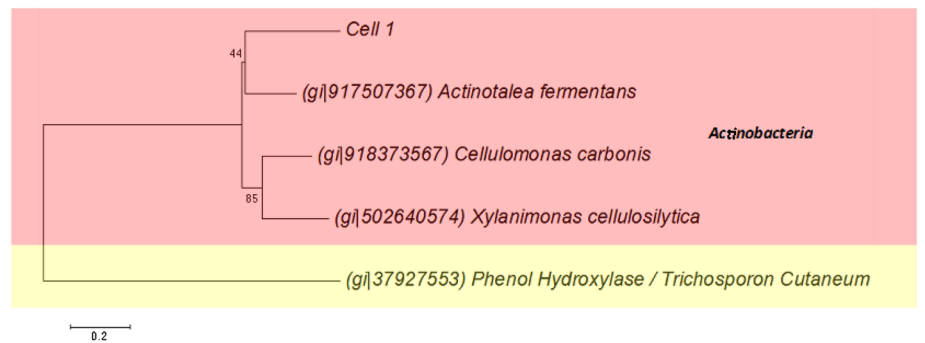 Cell 1
44
(gi|917507367) Actinotalea fermentans
Actinobacteria
(gi|918373567) Cellulomonas carbonis
85
(gi|502640574) Xylanimonas cellulosilytica
(gi|37927553) Phenol Hydroxylase / Trichosporon Cutaneum
0.2